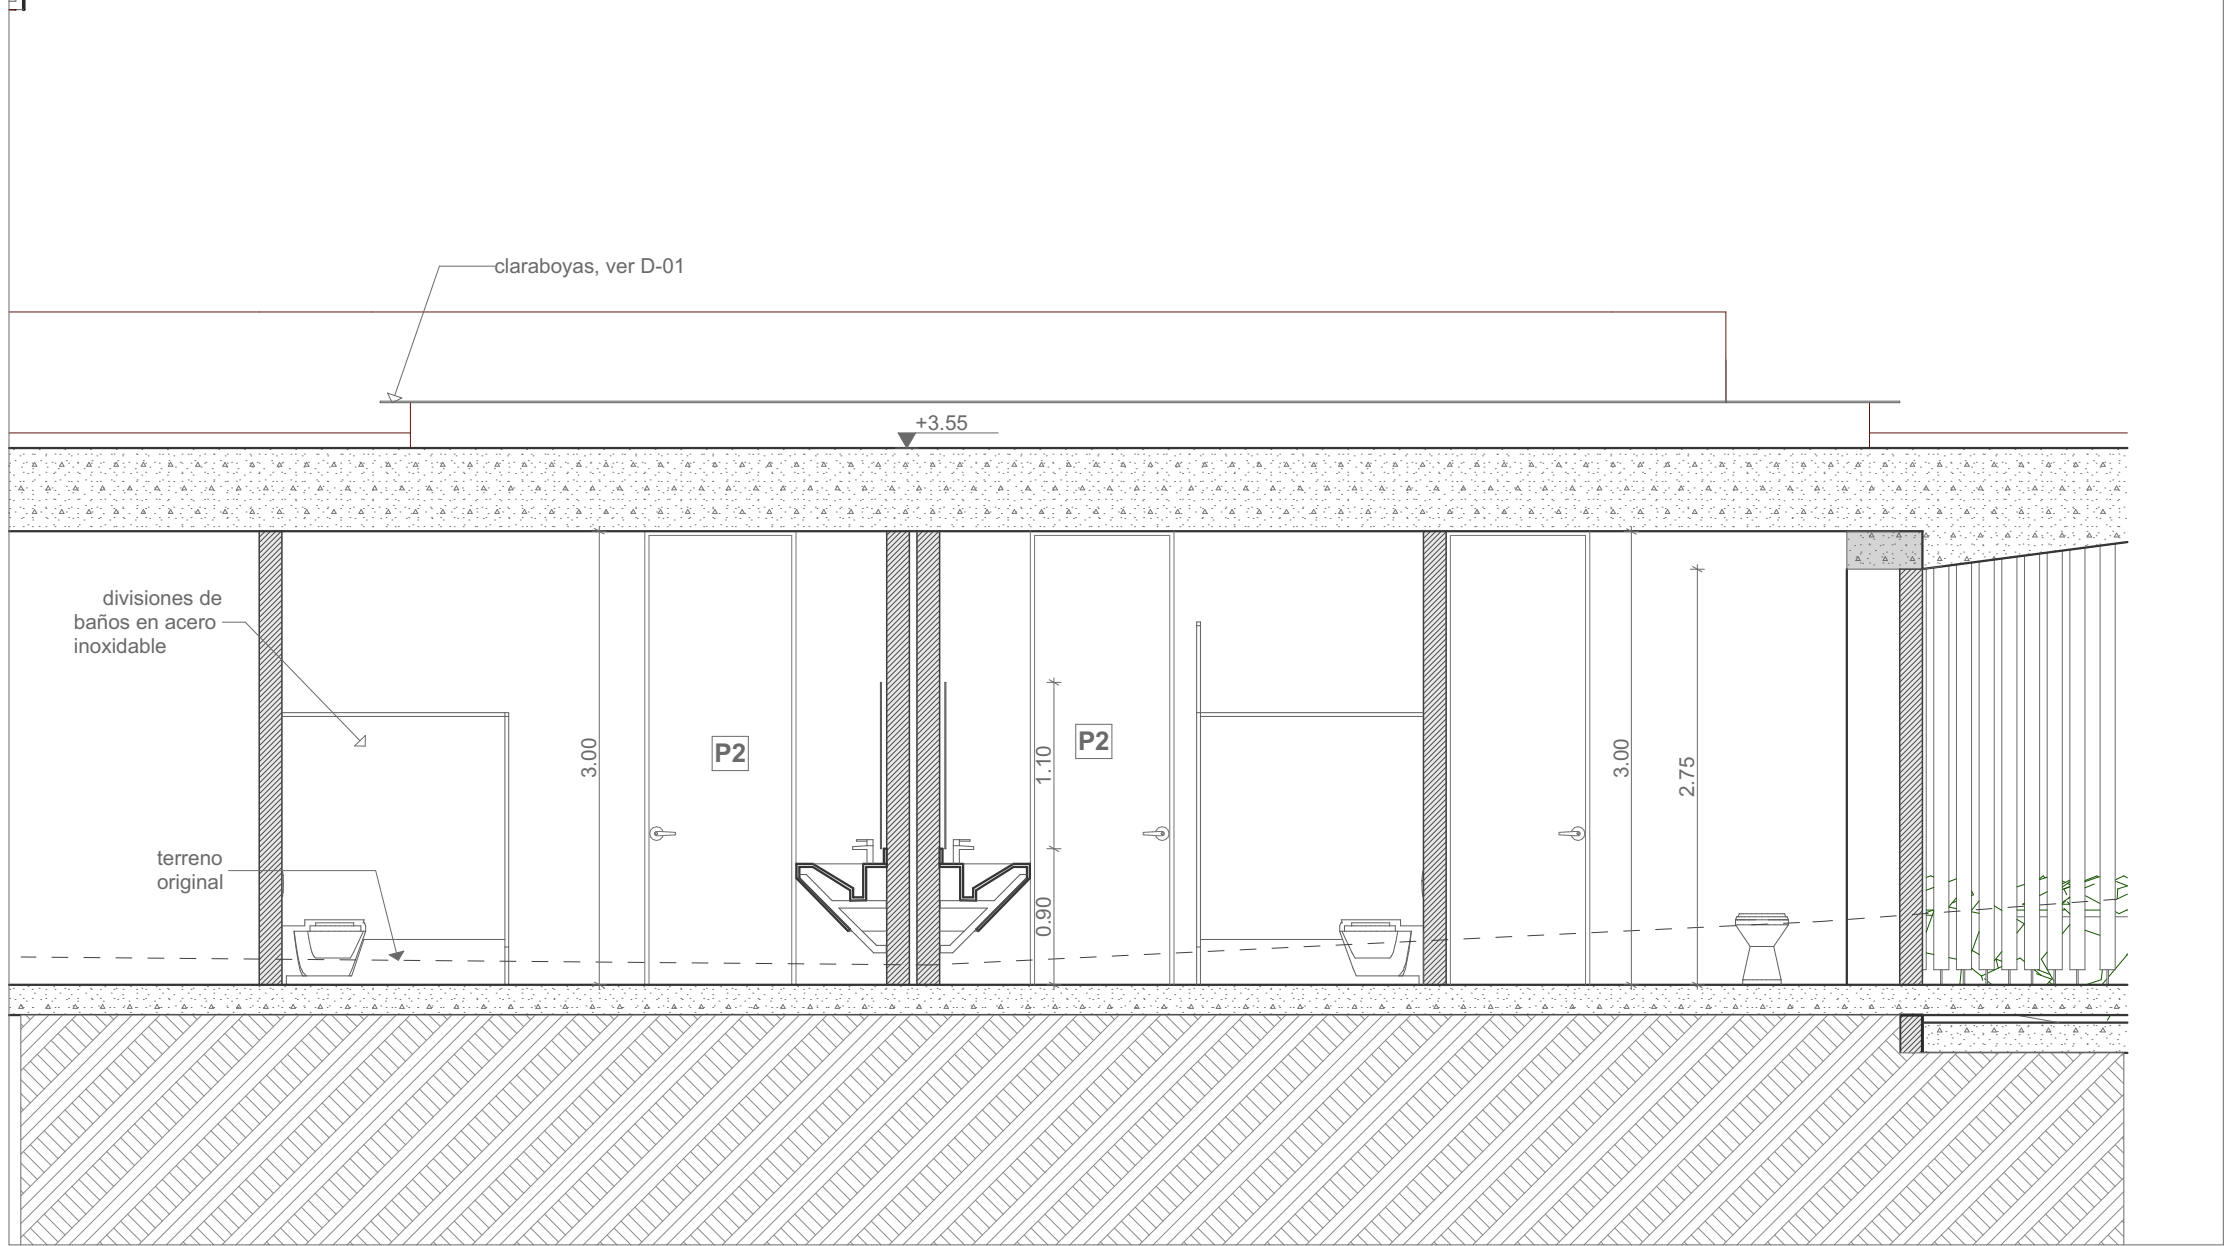 claraboyas, ver D-01
+3.55
divisiones de
baños en acero
inoxidable
3.00
P2
1.10
P2
3.00
2.75
terreno
original
0.90